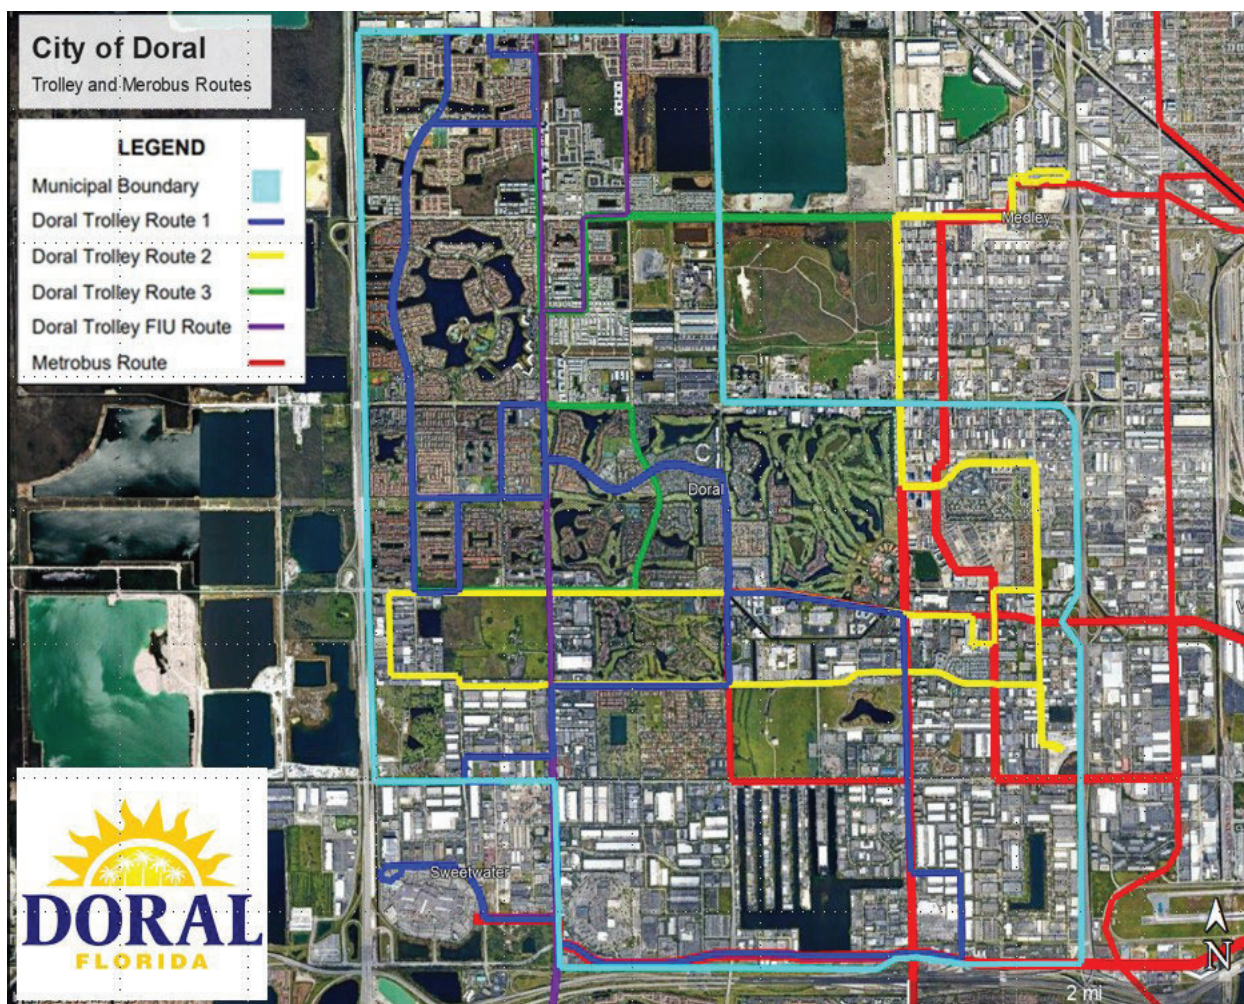 City of Doral
Trolley and Merobus Routes
LEGEND
Municipal Boundary
Doral Trolley Route 1
Doral Trolley Route 2
Doral Trolley Route 3
Doral Trolley FIU Route
Metrobus Route
Medley
C
Doral
Sweetwater
DORAL
FLORIDA
N
2 mi